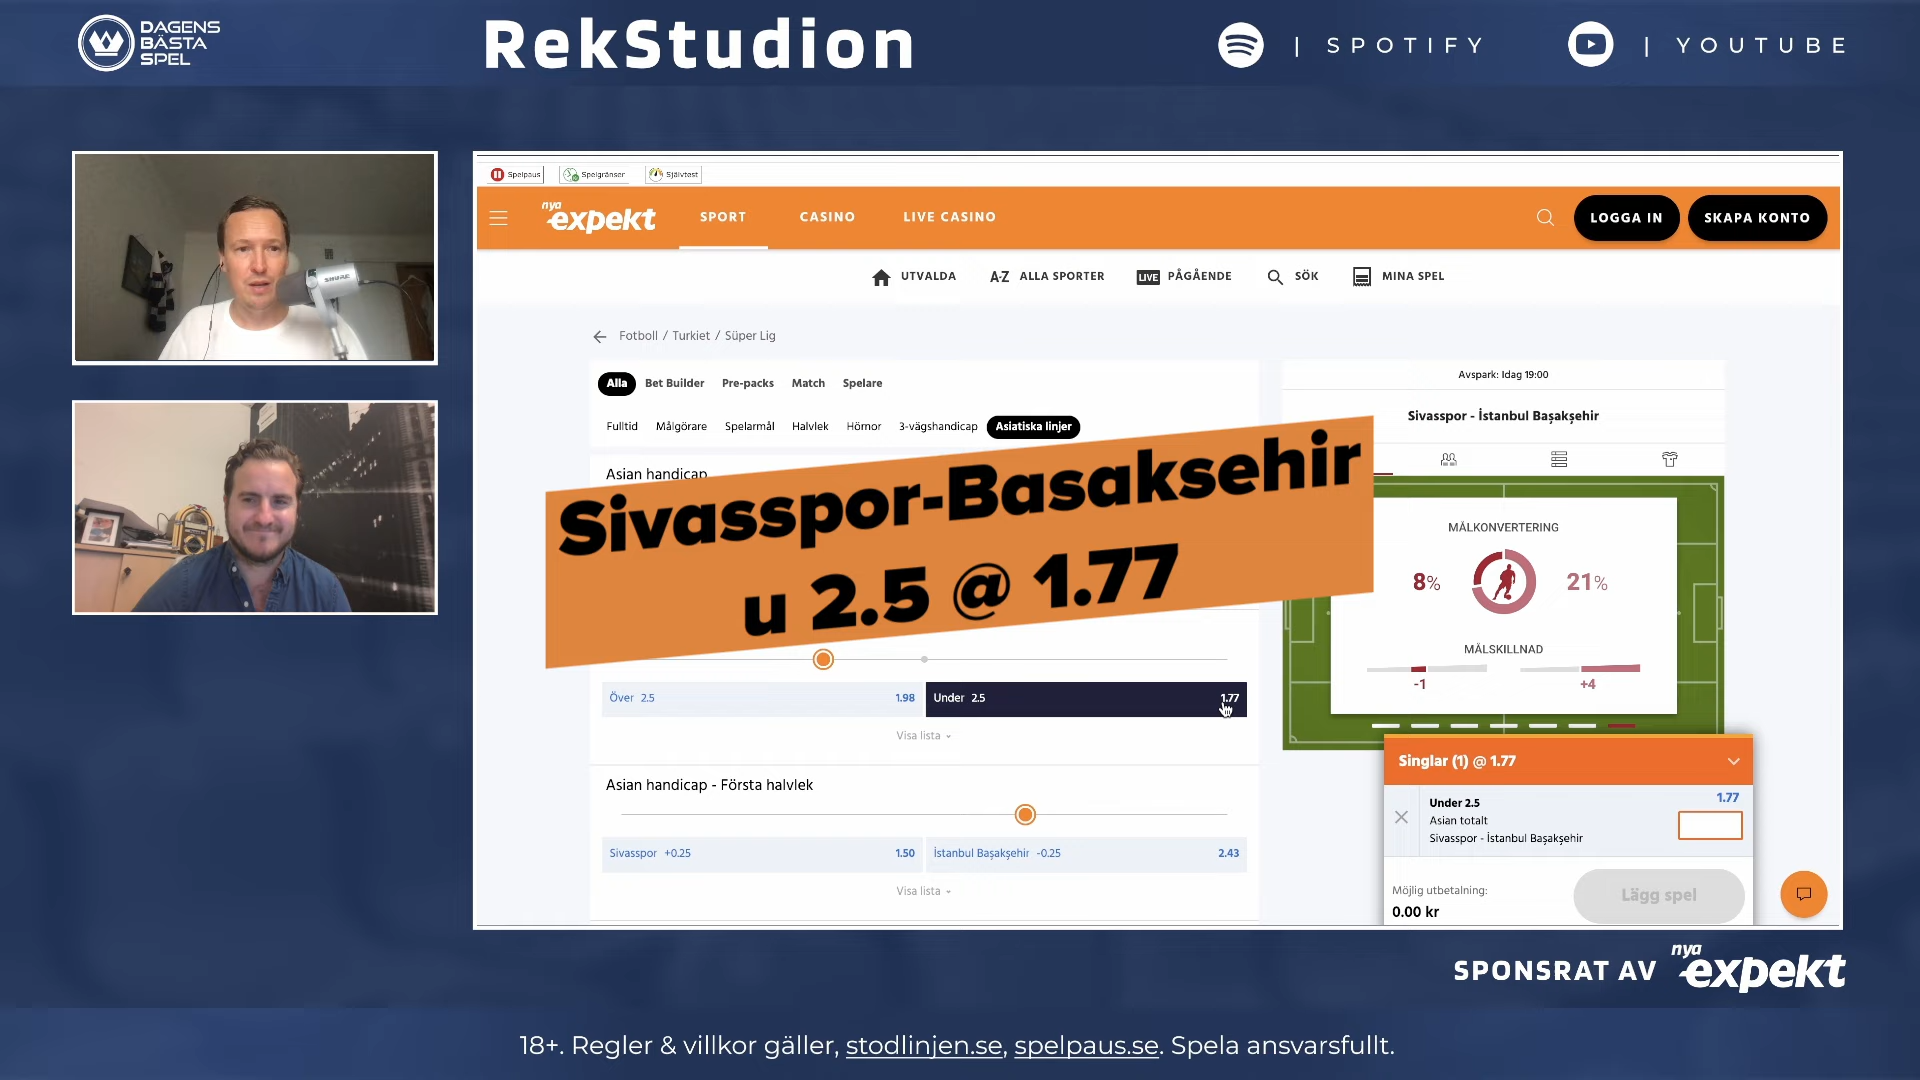 DAGENS
BÄSTA
SPEL
RekStudion
| SPOTIFY
| YOUTUBE
SHURE
Spelpaus
Spelgränser
Självtest
nya
expekt
SPORT
CASINO
LIVE CASINO
LOGGA IN
SKAPA KONTO
UTVALDA
A-Z ALLA SPORTER
LIVE PÅGÅENDE
SÖK
MINA SPEL
Fotboll / Turkiet / Süper Lig
Alla Bet Builder Pre-packs Match Spelare
Fulltid Målgörare Spelarmål Halvlek Hörnor 3-vägshandicap Asiatiska linjer
Asian handicap
Sivasspor-Basaksehir
u 2.5 @ 1.77
Över 2.5 1.98
Under 2.5 1.77
Visa lista
Asian handicap - Första halvlek
Sivasspor +0.25 1.50
İstanbul Başakşehir -0.25 2.43
Visa lista
Avspark: Idag 19:00
Sivasspor - İstanbul Başakşehir
MÅLKONVERTERING
8%
21%
MÅLSKILLNAD
-1
+4
Singlar (1) @ 1.77
Under 2.5
1.77
Asian totalt
Sivasspor - İstanbul Başakşehir
Möjlig utbetalning:
0.00 kr
Lägg spel
SPONSRAT AV nya expekt
18+. Regler & villkor gäller, stodlinjen.se, spelpaus.se. Spela ansvarsfullt.